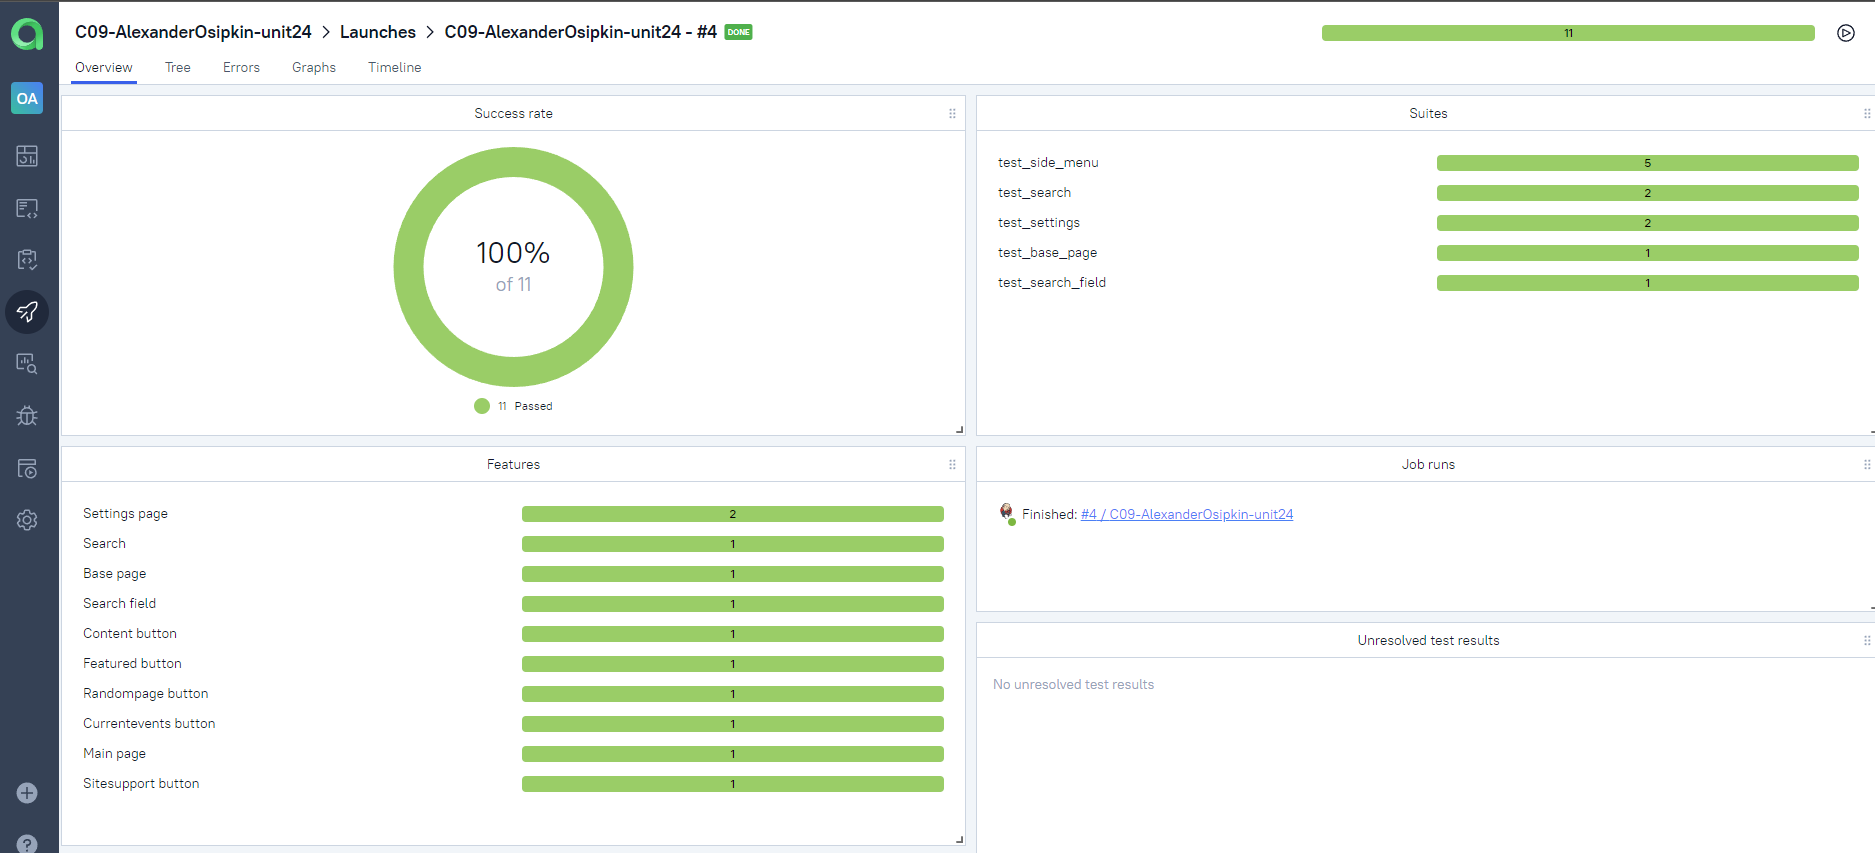 C09-AlexanderOsipkin-unit24 > Launches > C09-AlexanderOsipkin-unit24 - #4 DONE
11
Overview Tree Errors Graphs Timeline
OA
Success rate
100%
of 11
11 Passed
Suites
test_side_menu 5
test_search 2
test_settings 2
test_base_page 1
test_search_field 1
Features
Settings page 2
Search 1
Base page 1
Search field 1
Content button 1
Featured button 1
Randompage button 1
Currentevents button 1
Main page 1
Sitesupport button 1
Job runs
Finished: #4 / C09-AlexanderOsipkin-unit24
Unresolved test results
No unresolved test results